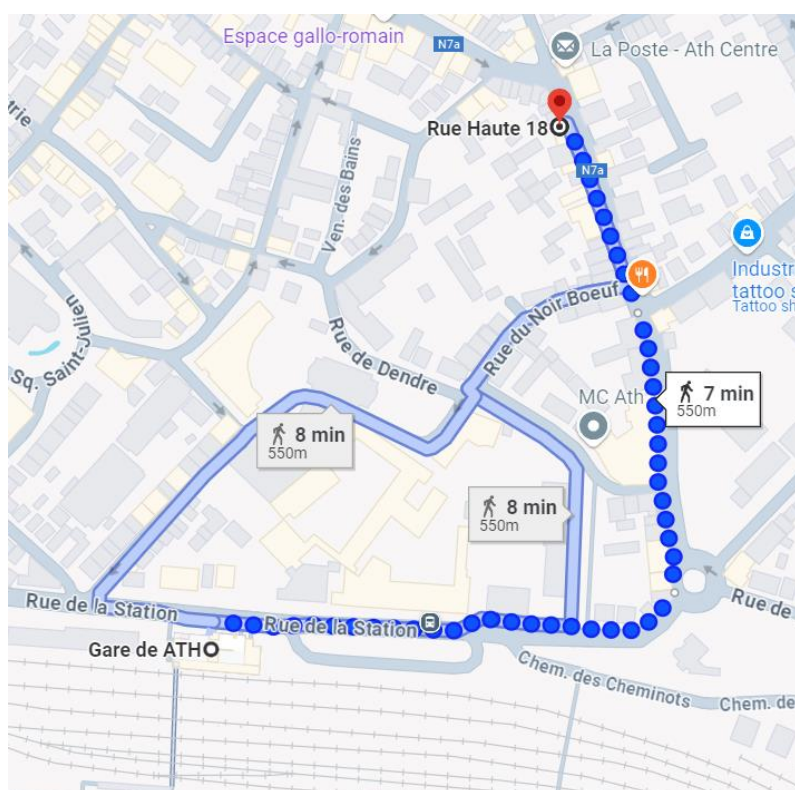 Espace gallo-romain
N7a
La Poste - Ath Centre
Rue Haute 18
N7a
Ven. des Bains
Industr
tattoo s
Tattoo sh
Rue du Noir Boeuf
Sq. Saint-Julien
Rue de Dendre
7 min
550m
MC Ath
8 min
550m
8 min
550m
Rue de la Station
Rue de la Station
Rue de
Gare de ATH
Chem. des Cheminots
Chem. de
trie